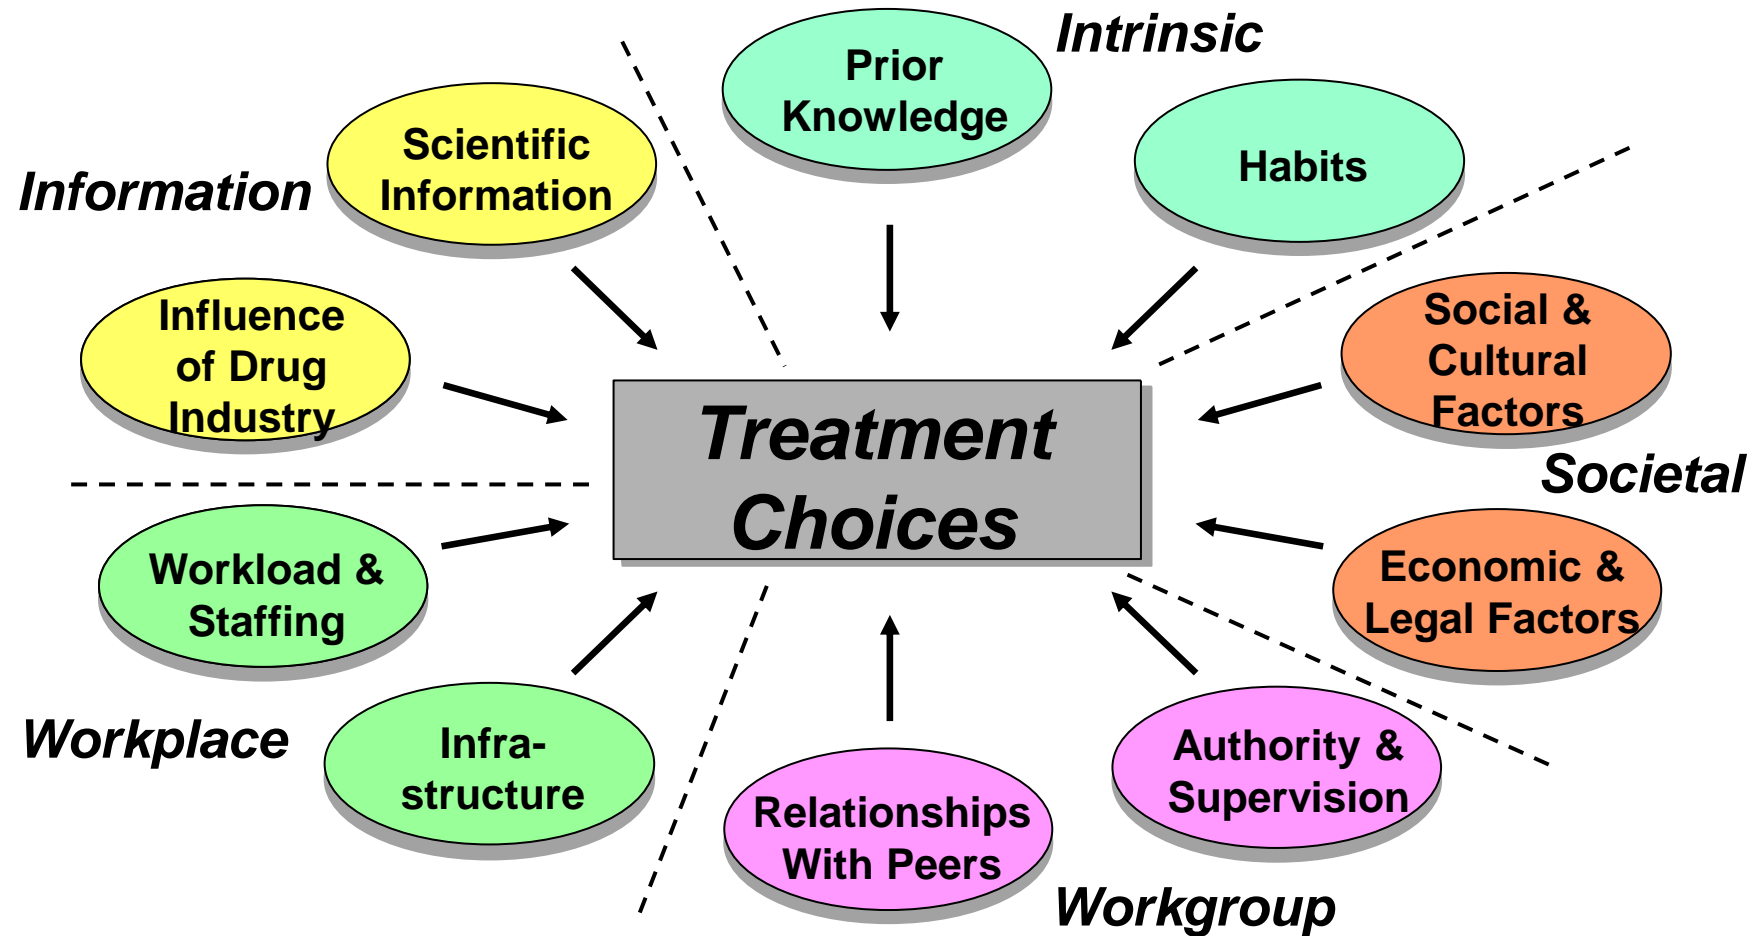 Intrinsic
Prior
Knowledge
Habits
Scientific
Information
Information
Influence
of Drug
Industry
Social &
Cultural
Factors
Treatment
Choices
Societal
Workload &
Staffing
Economic &
Legal Factors
Workplace
Infra-
structure
Authority &
Supervision
Relationships
With Peers
Workgroup